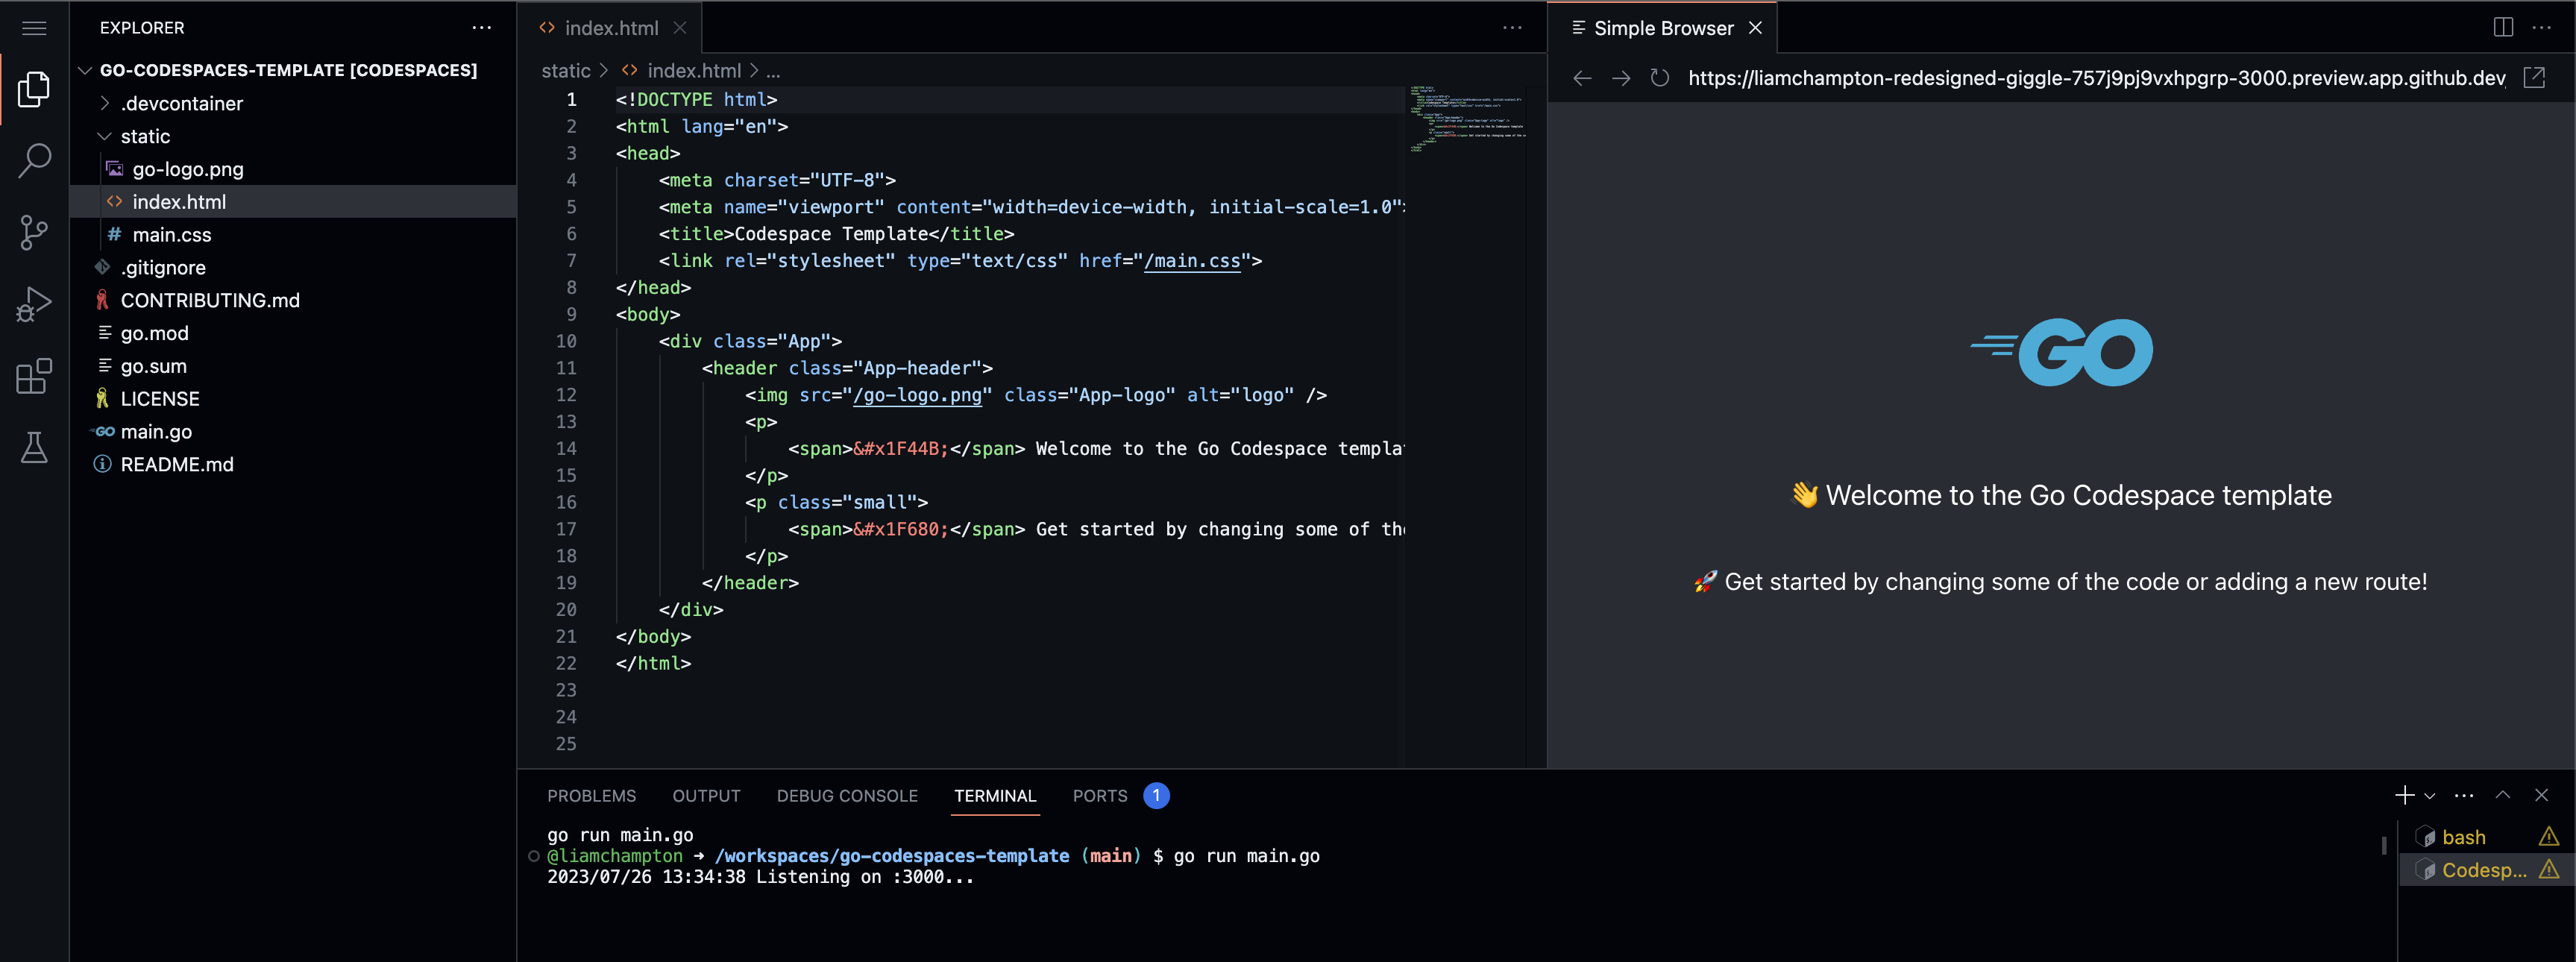 EXPLORER
GO-CODESPACES-TEMPLATE [CODESPACES]
.devcontainer
static
go-logo.png
index.html
main.css
.gitignore
CONTRIBUTING.md
go.mod
go.sum
LICENSE
main.go
README.md
index.html
static > index.html > ...
1 <!DOCTYPE html>
2 <html lang="en">
3 <head>
4 <meta charset="UTF-8">
5 <meta name="viewport" content="width=device-width, initial-scale=1.0">
6 <title>Codespace Template</title>
7 <link rel="stylesheet" type="text/css" href="/main.css">
8 </head>
9 <body>
10 <div class="App">
11 <header class="App-header">
12 <img src="/go-logo.png" class="App-logo" alt="logo" />
13 <p>
14 <span>&#x1F44B;</span> Welcome to the Go Codespace templat
15 </p>
16 <p class="small">
17 <span>&#x1F680;</span> Get started by changing some of the
18 </p>
19 </header>
20 </div>
21 </body>
22 </html>
23
24
25
Simple Browser
https://liamchampton-redesigned-giggle-757j9pj9vxhpgrp-3000.preview.app.github.dev
GO
👋 Welcome to the Go Codespace template
🚀 Get started by changing some of the code or adding a new route!
PROBLEMS OUTPUT DEBUG CONSOLE TERMINAL PORTS 1
go run main.go
@liamchampton → /workspaces/go-codespaces-template (main) $ go run main.go
2023/07/26 13:34:38 Listening on :3000...
bash
Codesp...